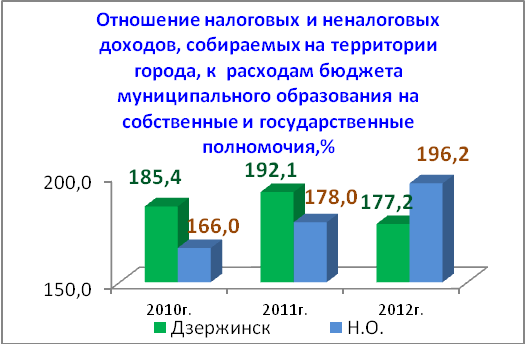 Отношение налоговых и неналоговых
доходов, собираемых на территории
города, к расходам бюджета
муниципального образования на
собственные и государственные
полномочия,%
196,2
192,1
185,4
178,0
177,2
166,0
200,0
150,0
2010г.
2011г.
2012г.
Дзержинск
Н.О.